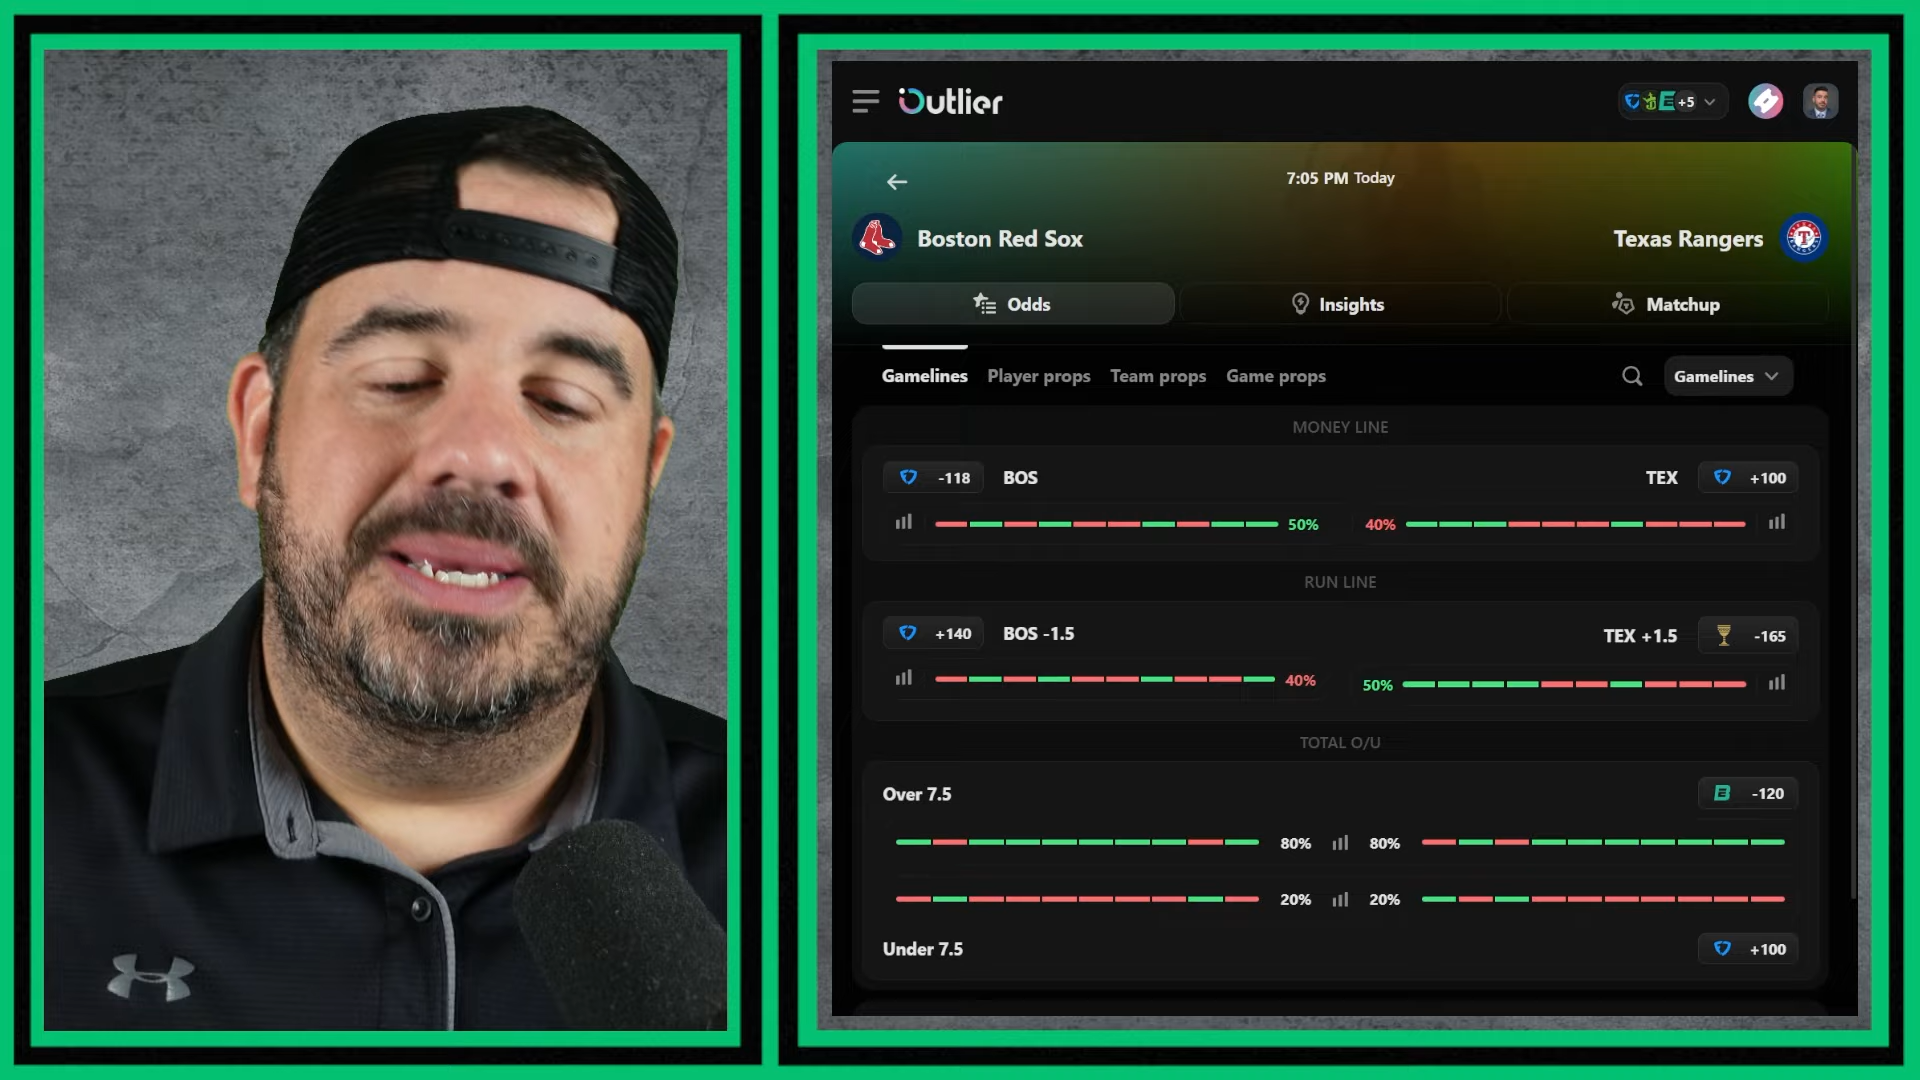 Outlier
+5
7:05 PM Today
Boston Red Sox
Texas Rangers
Odds
Insights
Matchup
Gamelines
Player props
Team props
Game props
Gamelines
MONEY LINE
-118 BOS
TEX +100
50%
40%
RUN LINE
+140 BOS -1.5
TEX +1.5 -165
40%
50%
TOTAL O/U
Over 7.5
-120
80%
80%
20%
20%
Under 7.5
+100